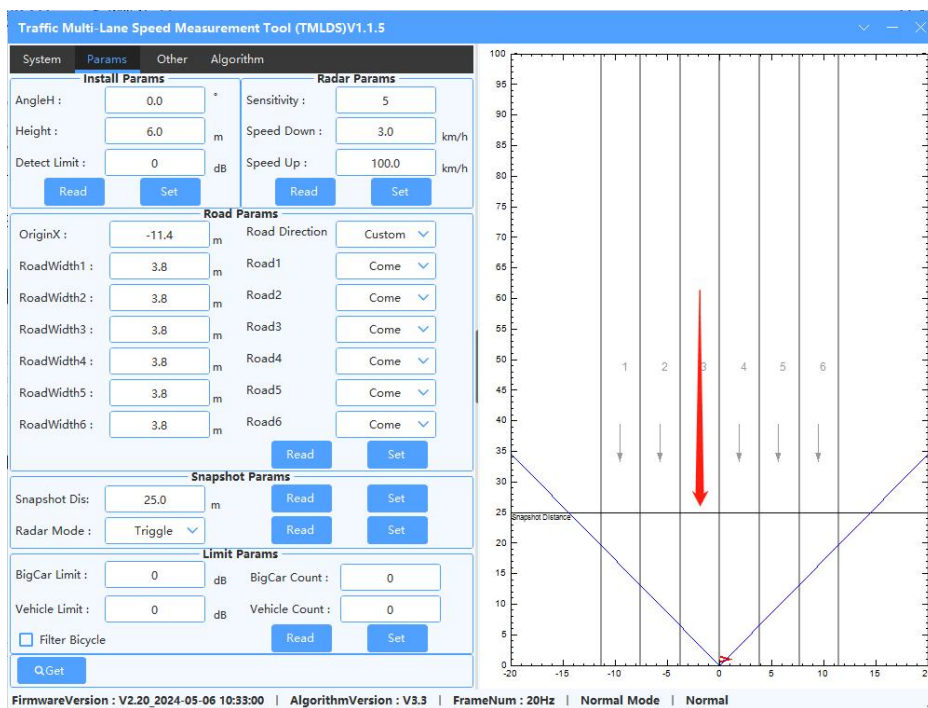 Traffic Multi-Lane Speed Measurement Tool (TMLDS)V1.1.5
System Params Other Algorithm
Install Params
AngleH : 0.0 °
Height : 6.0 m
Detect Limit : 0 dB
Read Set
Radar Params
Sensitivity : 5
Speed Down : 3.0 km/h
Speed Up : 100.0 km/h
Read Set
Road Params
OriginX : -11.4 m Road Direction Custom
RoadWidth1 : 3.8 m Road1 Come
RoadWidth2 : 3.8 m Road2 Come
RoadWidth3 : 3.8 m Road3 Come
RoadWidth4 : 3.8 m Road4 Come
RoadWidth5 : 3.8 m Road5 Come
RoadWidth6 : 3.8 m Road6 Come
Read Set
Snapshot Params
Snapshot Dis: 25.0 m Read Set
Radar Mode : Triggle Read Set
Limit Params
BigCar Limit : 0 dB BigCar Count : 0
Vehicle Limit : 0 dB Vehicle Count : 0
Filter Bicycle Read Set
Get
100
95
90
85
80
75
70
65
60
55
50
1 2 3 4 5 6
45
40
35
30
25
Snapshot Distance
20
15
10
5
0
-20 -15 -10 -5 0 5 10 15 20
FirmwareVersion : V2.20_2024-05-06 10:33:00 | AlgorithmVersion : V3.3 | FrameNum : 20Hz | Normal Mode | Normal